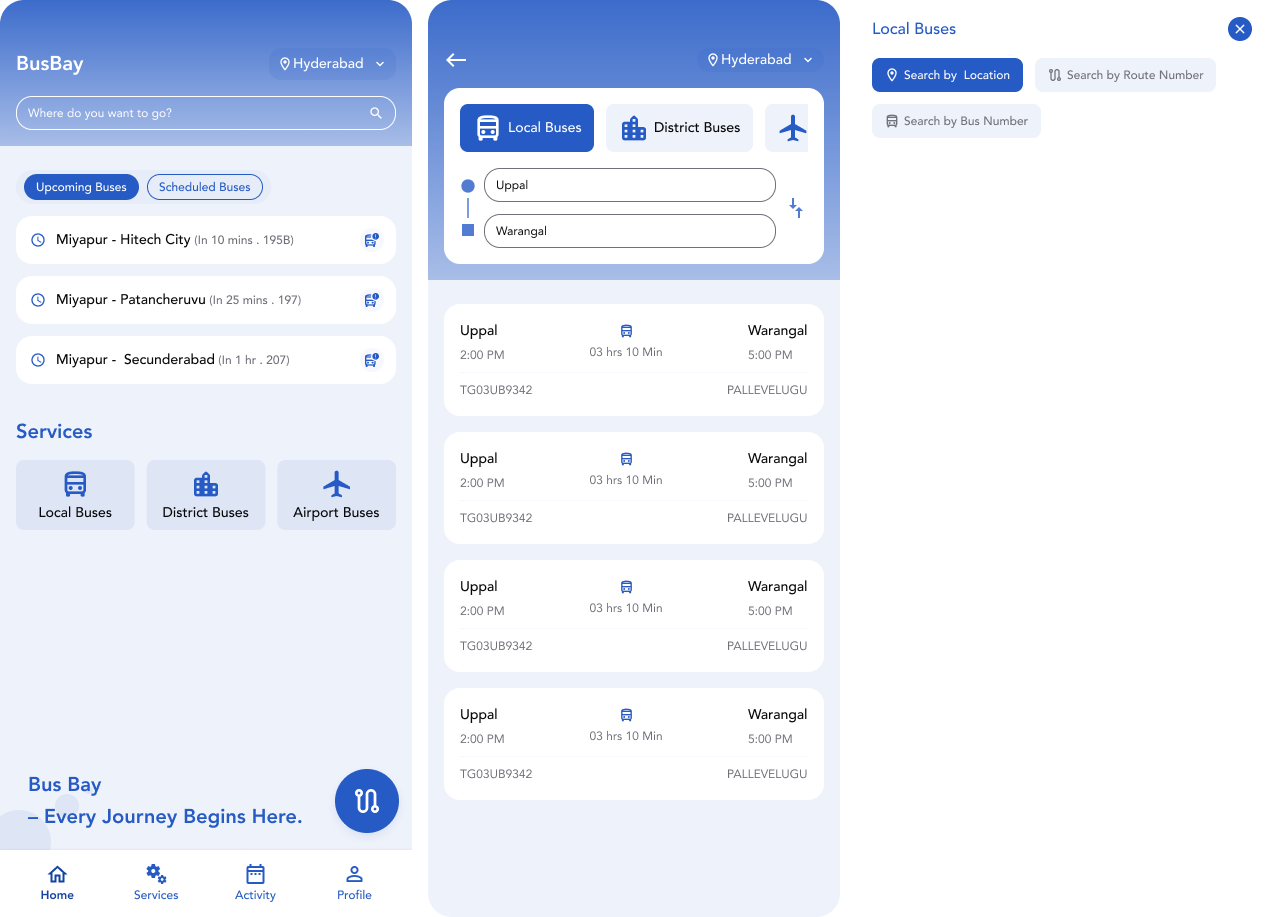 BusBay
Hyderabad
Where do you want to go?
Upcoming Buses
Scheduled Buses
Miyapur - Hitech City (In 10 mins . 195B)
Miyapur - Patancheruvu (In 25 mins . 197)
Miyapur -  Secunderabad (In 1 hr . 207)
Services
Local Buses
District Buses
Airport Buses
Bus Bay
– Every Journey Begins Here.
Home
Services
Activity
Profile
Hyderabad
Local Buses
District Buses
Uppal
Warangal
Uppal
Warangal
2:00 PM
03 hrs 10 Min
5:00 PM
TG03UB9342
PALLEVELUGU
Uppal
Warangal
2:00 PM
03 hrs 10 Min
5:00 PM
TG03UB9342
PALLEVELUGU
Uppal
Warangal
2:00 PM
03 hrs 10 Min
5:00 PM
TG03UB9342
PALLEVELUGU
Uppal
Warangal
2:00 PM
03 hrs 10 Min
5:00 PM
TG03UB9342
PALLEVELUGU
Local Buses
Search by  Location
Search by Route Number
Search by Bus Number